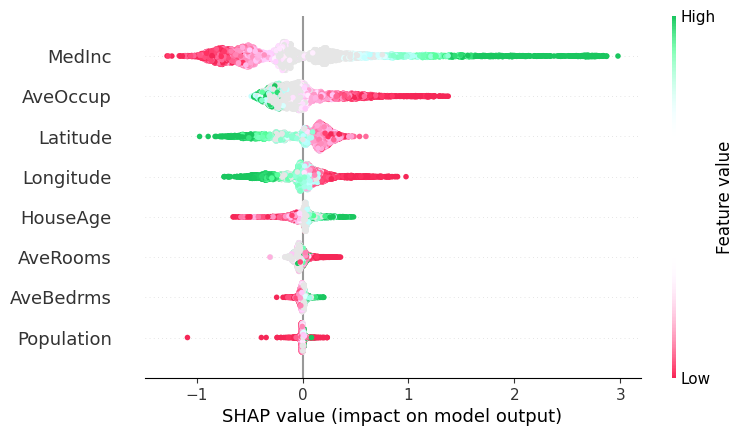 High
MedInc
AveOccup
Latitude
Longitude
HouseAge
AveRooms
AveBedrms
Population
Feature value
Low
−1 0 1 2 3
SHAP value (impact on model output)